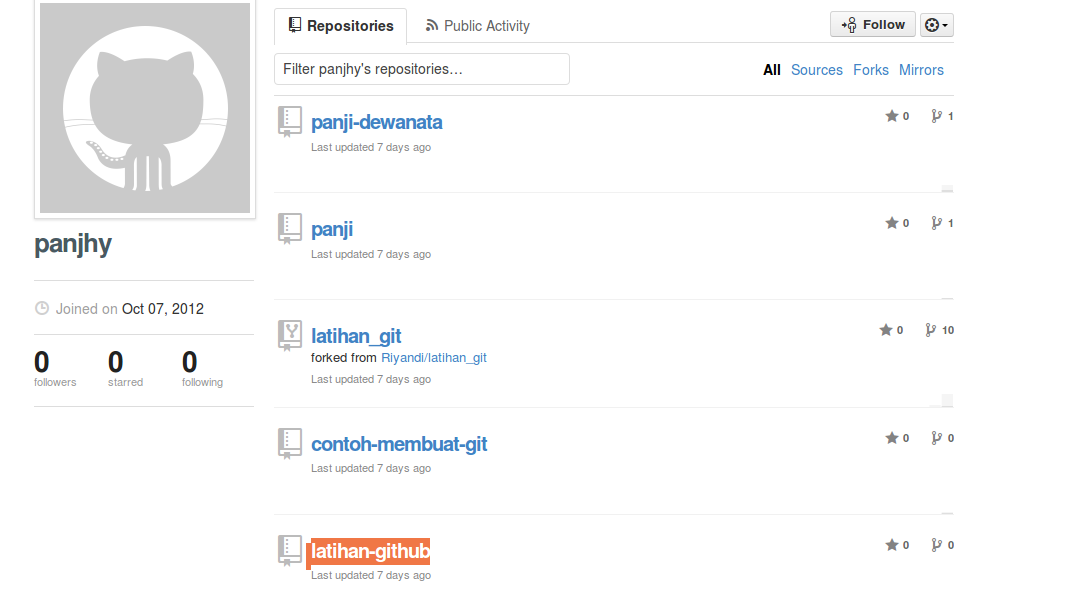 Repositories
Public Activity
Follow
Filter panjhy's repositories…
All Sources Forks Mirrors
panji-dewanata
0 1
Last updated 7 days ago
panji
0 1
Last updated 7 days ago
latihan_git
0 10
forked from Riyandi/latihan_git
Last updated 7 days ago
contoh-membuat-git
0 0
Last updated 7 days ago
latihan-github
0 0
Last updated 7 days ago
panjhy
Joined on Oct 07, 2012
0 0 0
followers starred following